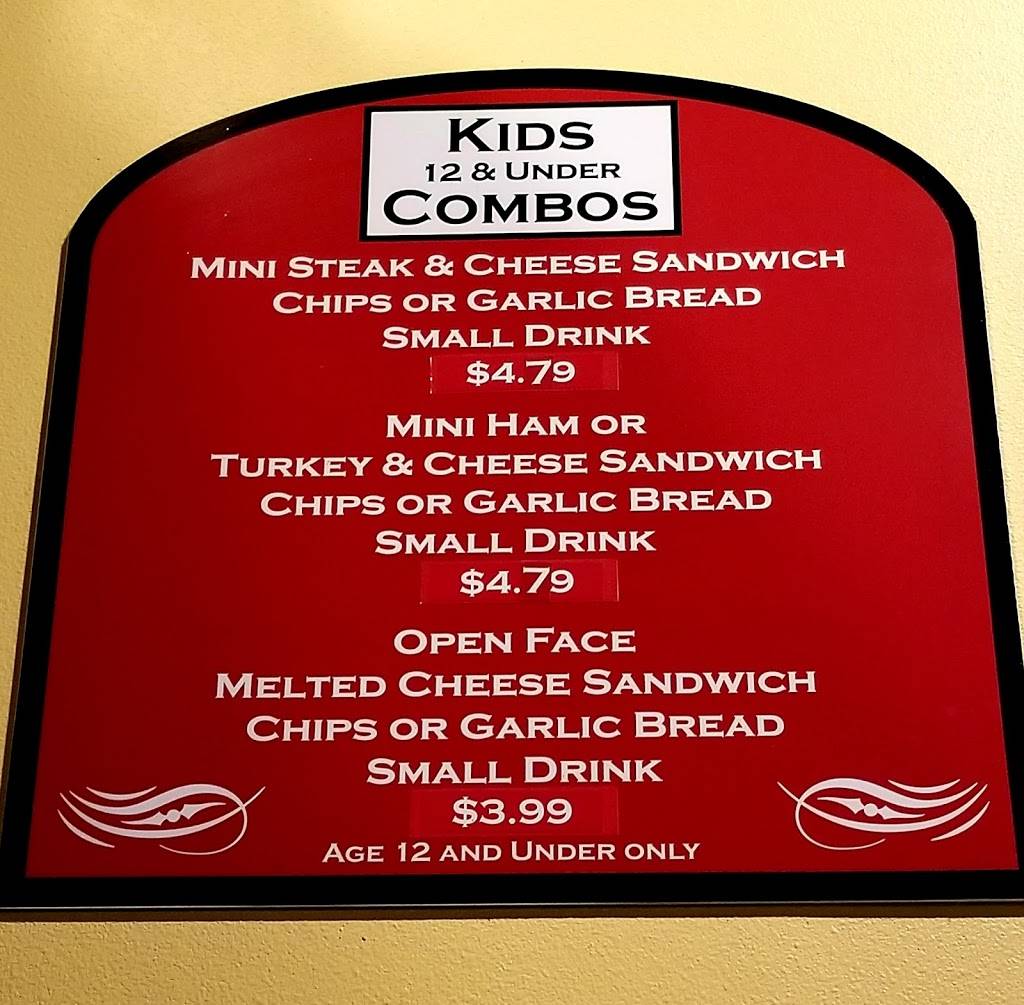 Kids
12 & Under
Combos
Mini Steak & Cheese Sandwich
Chips or Garlic Bread
Small Drink
$4.79
Mini Ham or
Turkey & Cheese Sandwich
Chips or Garlic Bread
Small Drink
$4.79
Open Face
Melted Cheese Sandwich
Chips or Garlic Bread
Small Drink
$3.99
Age 12 and Under only